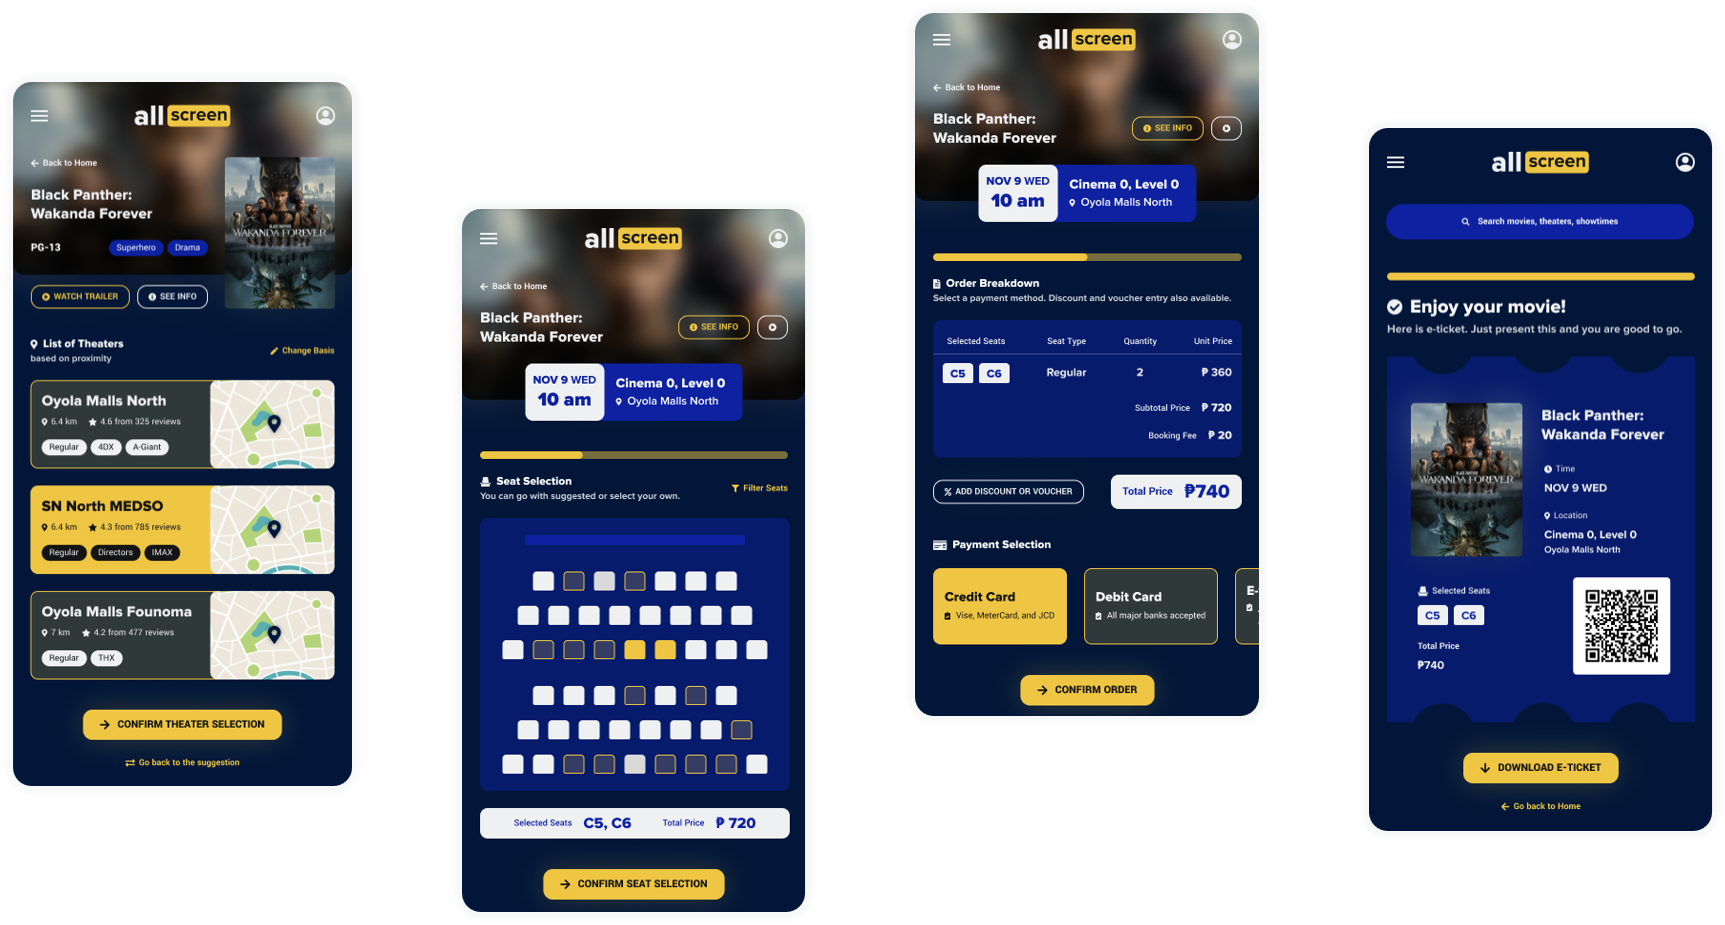 all screen
Back to Home
Black Panther:
Wakanda Forever
PG-13
Superhero
Drama
BLACK PANTHER
WAKANDA FOREVER
WATCH TRAILER
SEE INFO
List of Theaters
based on proximity
Change Basis
Oyola Malls North
6.4 km
4.6 from 325 reviews
Regular
4DX
A-Giant
SN North MEDSO
6.4 km
4.3 from 785 reviews
Regular
Directors
IMAX
Oyola Malls Founoma
7 km
4.2 from 477 reviews
Regular
THX
CONFIRM THEATER SELECTION
Go back to the suggestion
all screen
Back to Home
Black Panther:
Wakanda Forever
SEE INFO
NOV 9 WED
10 am
Cinema 0, Level 0
Oyola Malls North
Seat Selection
You can go with suggested or select your own.
Filter Seats
Selected Seats
C5, C6
Total Price
₱ 720
CONFIRM SEAT SELECTION
all screen
Back to Home
Black Panther:
Wakanda Forever
SEE INFO
NOV 9 WED
10 am
Cinema 0, Level 0
Oyola Malls North
Order Breakdown
Select a payment method. Discount and voucher entry also available.
Selected Seats
Seat Type
Quantity
Unit Price
C5
C6
Regular
2
₱ 360
Subtotal Price
₱ 720
Booking Fee
₱ 20
ADD DISCOUNT OR VOUCHER
Total Price
₱740
Payment Selection
Credit Card
Vise, MeterCard, and JCD
Debit Card
All major banks accepted
E-
CONFIRM ORDER
all screen
Search movies, theaters, showtimes
Enjoy your movie!
Here is e-ticket. Just present this and you are good to go.
BLACK PANTHER
WAKANDA FOREVER
Black Panther:
Wakanda Forever
Time
NOV 9 WED
Location
Cinema 0, Level 0
Oyola Malls North
Selected Seats
C5
C6
Total Price
₱740
DOWNLOAD E-TICKET
Go back to Home